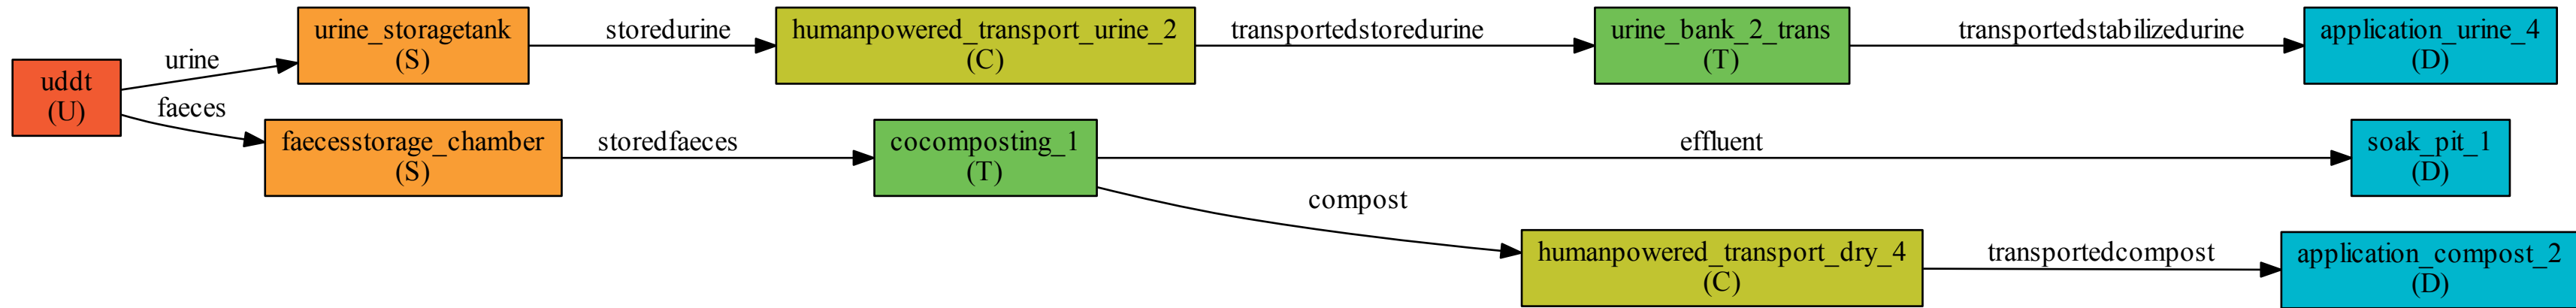 uddt
(U)
urine
faeces
urine_storagetank
(S)
storedurine
humanpowered_transport_urine_2
(C)
transportedstoredurine
urine_bank_2_trans
(T)
transportedstabilizedurine
application_urine_4
(D)
faecesstorage_chamber
(S)
storedfaeces
cocomposting_1
(T)
effluent
soak_pit_1
(D)
compost
humanpowered_transport_dry_4
(C)
transportedcompost
application_compost_2
(D)